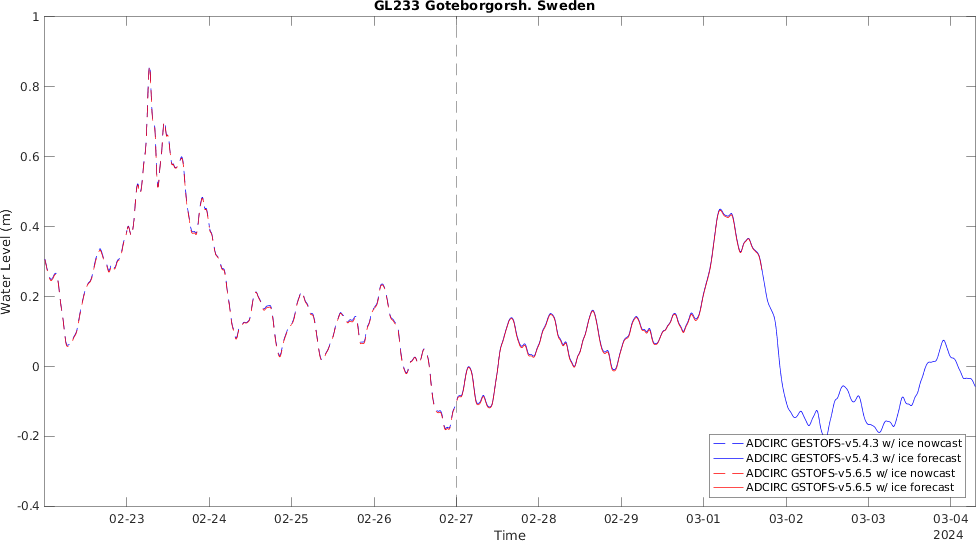 GL233 Goteborgorsh. Sweden
1
0.8
0.6
0.4
0.2
0
-0.2
-0.4
Water Level (m)
02-23 02-24 02-25 02-26 02-27 02-28 02-29 03-01 03-02 03-03 03-04
2024
Time
ADCIRC GESTOFS-v5.4.3 w/ ice nowcast
ADCIRC GESTOFS-v5.4.3 w/ ice forecast
ADCIRC GSTOFS-v5.6.5 w/ ice nowcast
ADCIRC GSTOFS-v5.6.5 w/ ice forecast